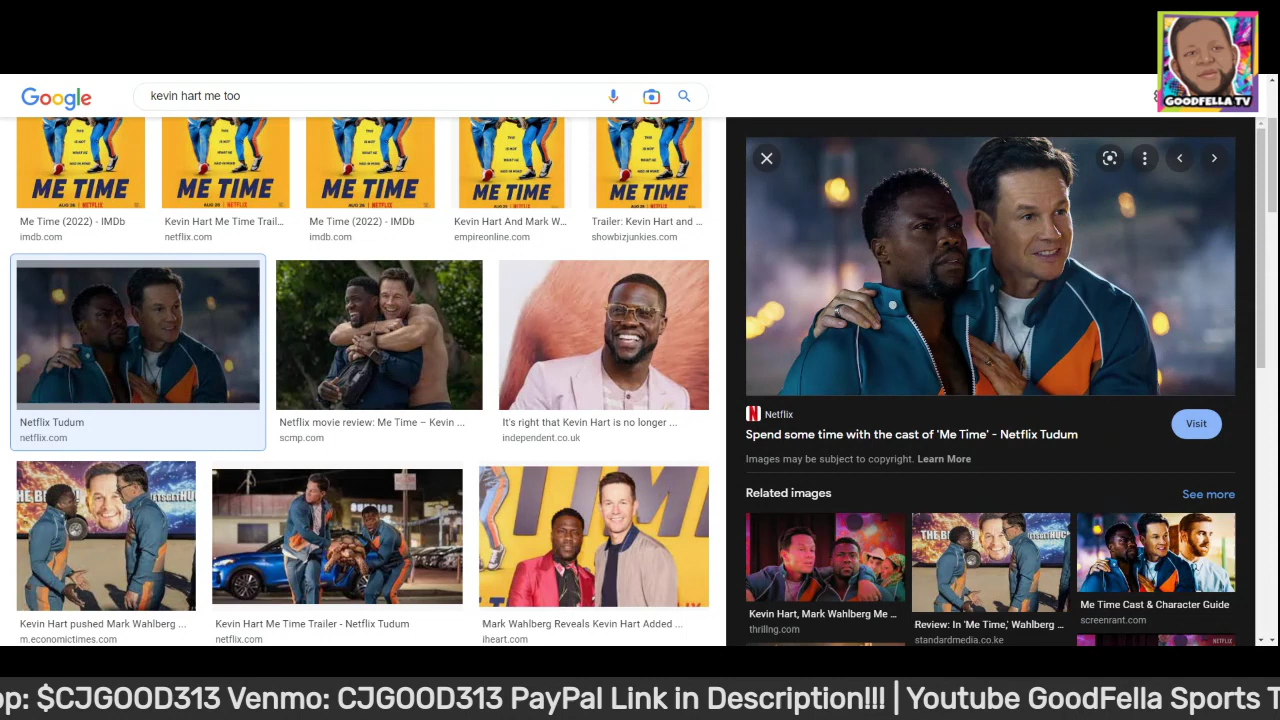 GOODFELLA TV
Google
kevin hart me too
ME TIME
ME TIME
ME TIME
ME TIME
ME TIME
Me Time (2022) - IMDb
imdb.com
Kevin Hart Me Time Trail...
netflix.com
Me Time (2022) - IMDb
imdb.com
Kevin Hart And Mark W...
empireonline.com
Trailer: Kevin Hart and ...
showbizjunkies.com
Netflix Tudum
netflix.com
Netflix movie review: Me Time – Kevin ...
scmp.com
It's right that Kevin Hart is no longer ...
independent.co.uk
Kevin Hart pushed Mark Wahlberg ...
m.economictimes.com
Kevin Hart Me Time Trailer - Netflix Tudum
netflix.com
Mark Wahlberg Reveals Kevin Hart Added ...
iheart.com
Netflix
Spend some time with the cast of 'Me Time' - Netflix Tudum
Visit
Images may be subject to copyright. Learn More
Related images
See more
Kevin Hart, Mark Wahlberg Me ...
thrillng.com
Review: In 'Me Time,' Wahlberg ...
standardmedia.co.ke
Me Time Cast & Character Guide
screenrant.com
NETFLIX
pp: $CJGOOD313 Venmo: CJGOOD313 PayPal Link in Description!!! | Youtube GoodFella Sports T